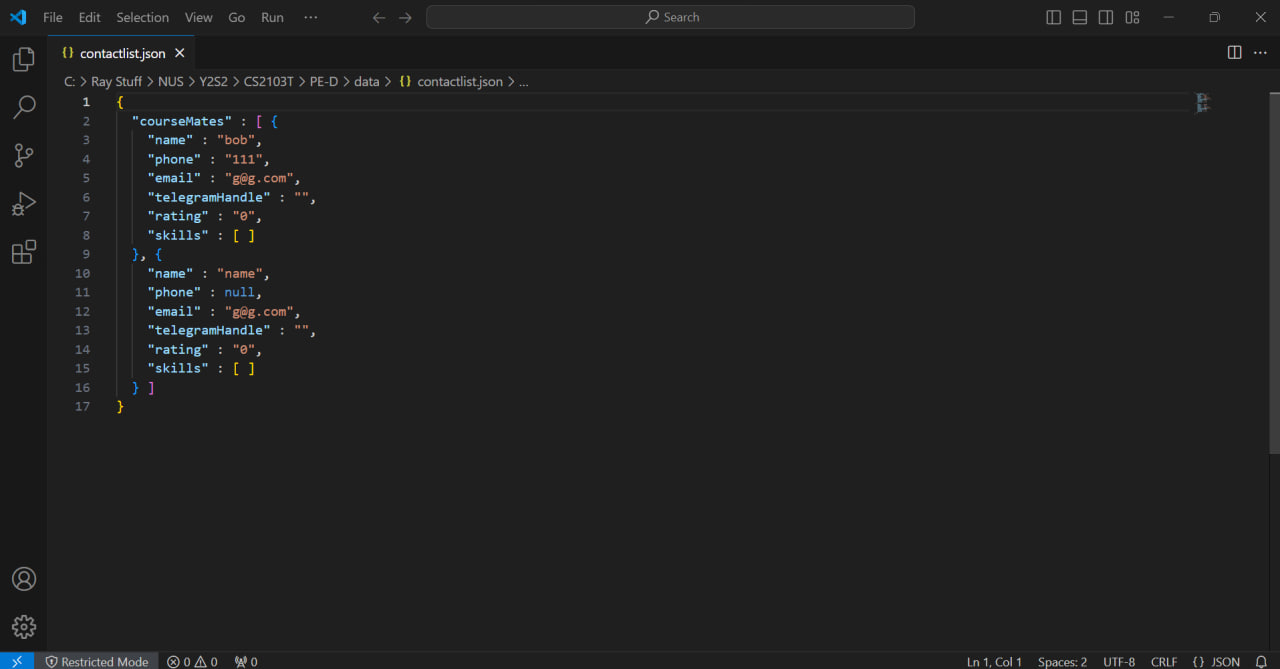 File Edit Selection View Go Run ··· Search
contactlist.json
C: > Ray Stuff > NUS > Y2S2 > CS2103T > PE-D > data > {} contactlist.json > ...
1 {
2 "courseMates" : [ {
3 "name" : "bob",
4 "phone" : "111",
5 "email" : "g@g.com",
6 "telegramHandle" : "",
7 "rating" : "0",
8 "skills" : [ ]
9 }, {
10 "name" : "name",
11 "phone" : null,
12 "email" : "g@g.com",
13 "telegramHandle" : "",
14 "rating" : "0",
15 "skills" : [ ]
16 } ]
17 }
Restricted Mode 0 0 0 Ln 1, Col 1 Spaces: 2 UTF-8 CRLF {} JSON